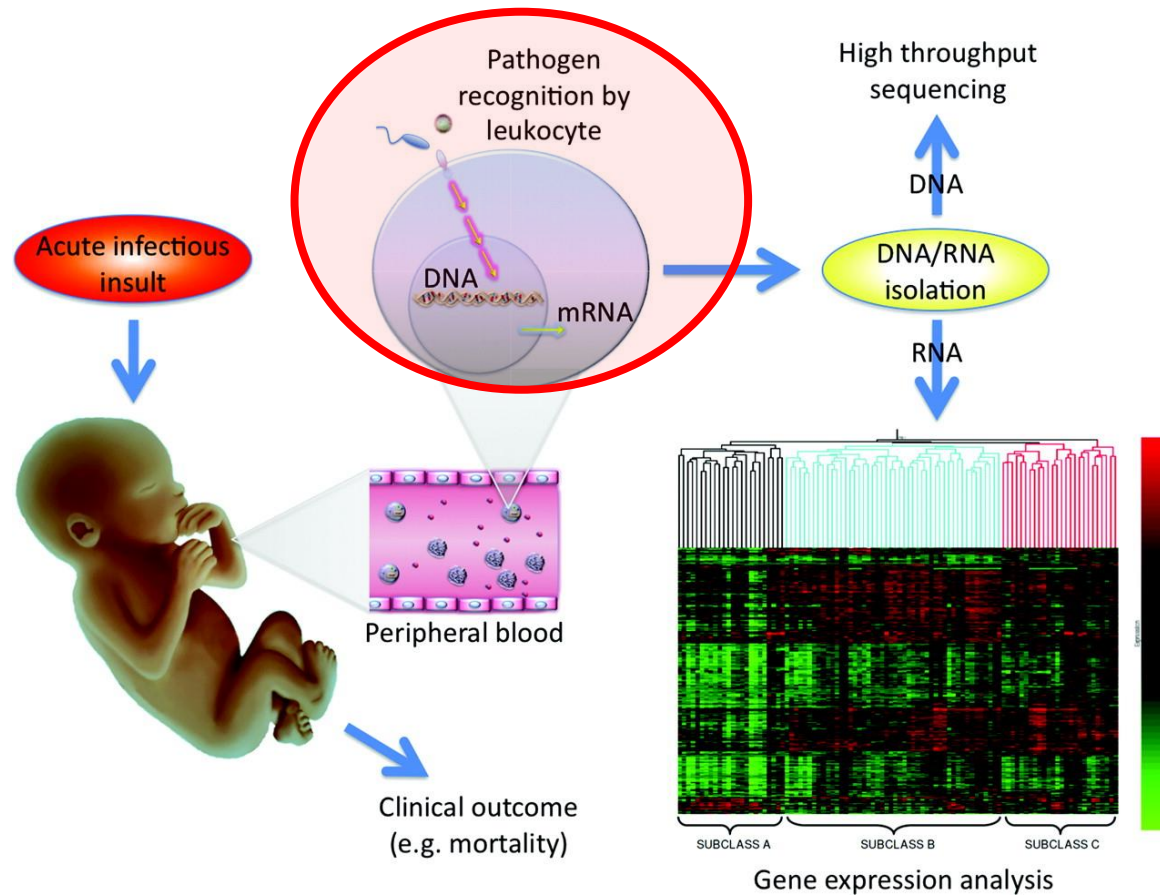 Pathogen
recognition by
leukocyte
High throughput
sequencing
DNA
Acute infectious
insult
DNA
mRNA
DNA/RNA
isolation
RNA
Peripheral blood
Clinical outcome
(e.g. mortality)
Expression
SUBCLASS A
SUBCLASS B
SUBCLASS C
Gene expression analysis